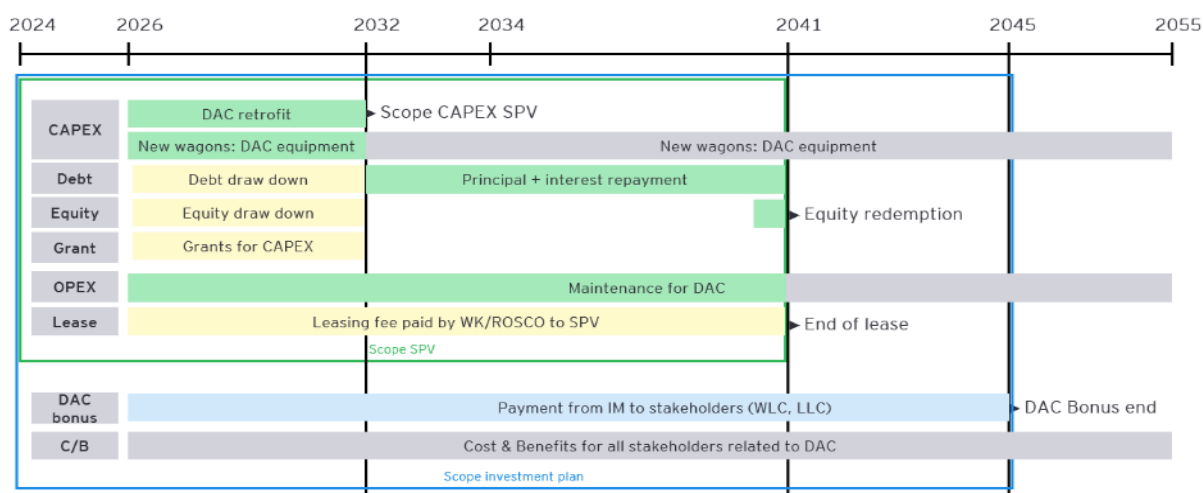 2024 2026 2032 2034 2041 2045 2055
CAPEX
DAC retrofit
Scope CAPEX SPV
New wagons: DAC equipment
New wagons: DAC equipment
Debt
Debt draw down
Principal + interest repayment
Equity
Equity draw down
Equity redemption
Grant
Grants for CAPEX
OPEX
Maintenance for DAC
Lease
Leasing fee paid by WK/ROSCO to SPV
End of lease
Scope SPV
DAC
bonus
Payment from IM to stakeholders (WLC, LLC)
DAC Bonus end
C/B
Cost & Benefits for all stakeholders related to DAC
Scope investment plan